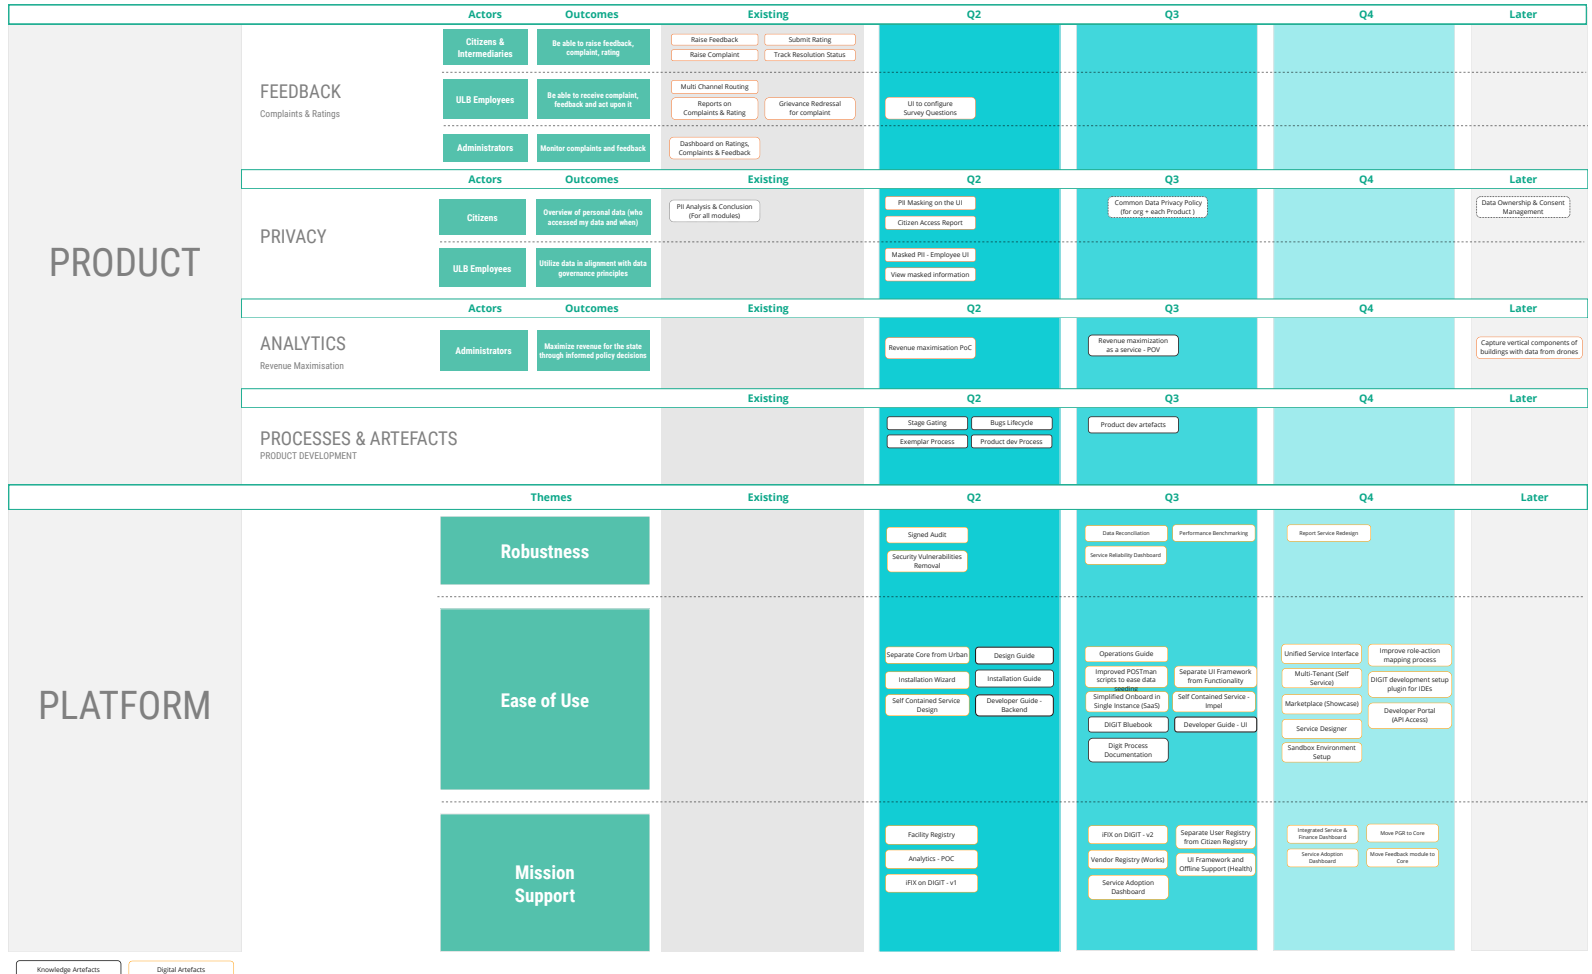 Actors Outcomes Existing Q2 Q3 Q4 Later
PRODUCT
FEEDBACK
Complaints & Ratings
Citizens &
Intermediaries
Be able to raise feedback,
complaint, rating
Raise Feedback
Submit Rating
Raise Complaint
Track Resolution Status
ULB Employees
Be able to receive complaint,
feedback and act upon it
Multi Channel Routing
Reports on
Complaints & Rating
Grievance Redressal
for complaint
UI to configure
Survey Questions
Administrators
Monitor complaints and feedback
Dashboard on Ratings,
Complaints & Feedback
Actors Outcomes Existing Q2 Q3 Q4 Later
PRIVACY
Citizens
Overview of personal data (who
accessed my data and when)
PII Analysis & Conclusion
(For all modules)
PII Masking on the UI
Citizen Access Report
Common Data Privacy Policy
(for org + each Product )
Data Ownership & Consent
Management
ULB Employees
Utilize data in alignment with data
governance principles
Masked PII - Employee UI
View masked information
Actors Outcomes Existing Q2 Q3 Q4 Later
ANALYTICS
Revenue Maximisation
Administrators
Maximize revenue for the state
through informed policy decisions
Revenue maximisation PoC
Revenue maximization
as a service - POV
Capture vertical components of
buildings with data from drones
Existing Q2 Q3 Q4 Later
PROCESSES & ARTEFACTS
PRODUCT DEVELOPMENT
Stage Gating
Bugs Lifecycle
Exemplar Process
Product dev Process
Product dev artefacts
Themes Existing Q2 Q3 Q4 Later
PLATFORM
Robustness
Signed Audit
Security Vulnerabilities
Removal
Data Reconciliation
Performance Benchmarking
Service Reliability Dashboard
Report Service Redesign
Ease of Use
Separate Core from Urban
Design Guide
Installation Wizard
Installation Guide
Self Contained Service
Design
Developer Guide -
Backend
Operations Guide
Improved POSTman
scripts to ease data
seeding
Separate UI Framework
from Functionality
Simplified Onboard in
Single Instance (SaaS)
Self Contained Service -
Impel
DIGIT Bluebook
Developer Guide - UI
Digit Process
Documentation
Unified Service Interface
Improve role-action
mapping process
Multi-Tenant (Self
Service)
DIGIT development setup
plugin for IDEs
Marketplace (Showcase)
Developer Portal
(API Access)
Service Designer
Sandbox Environment
Setup
Mission
Support
Facility Registry
Analytics - POC
iFIX on DIGIT - v1
iFIX on DIGIT - v2
Separate User Registry
from Citizen Registry
Vendor Registry (Works)
UI Framework and
Offline Support (Health)
Service Adoption
Dashboard
Integrated Service &
Finance Dashboard
Move PGR to Core
Service Adoption
Dashboard
Move Feedback module to
Core
Knowledge Artefacts
Digital Artefacts